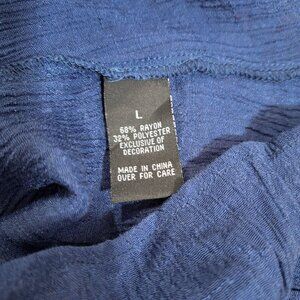 L
68% RAYON
32% POLYESTER
EXCLUSIVE OF
DECORATION
MADE IN CHINA
OVER FOR CARE